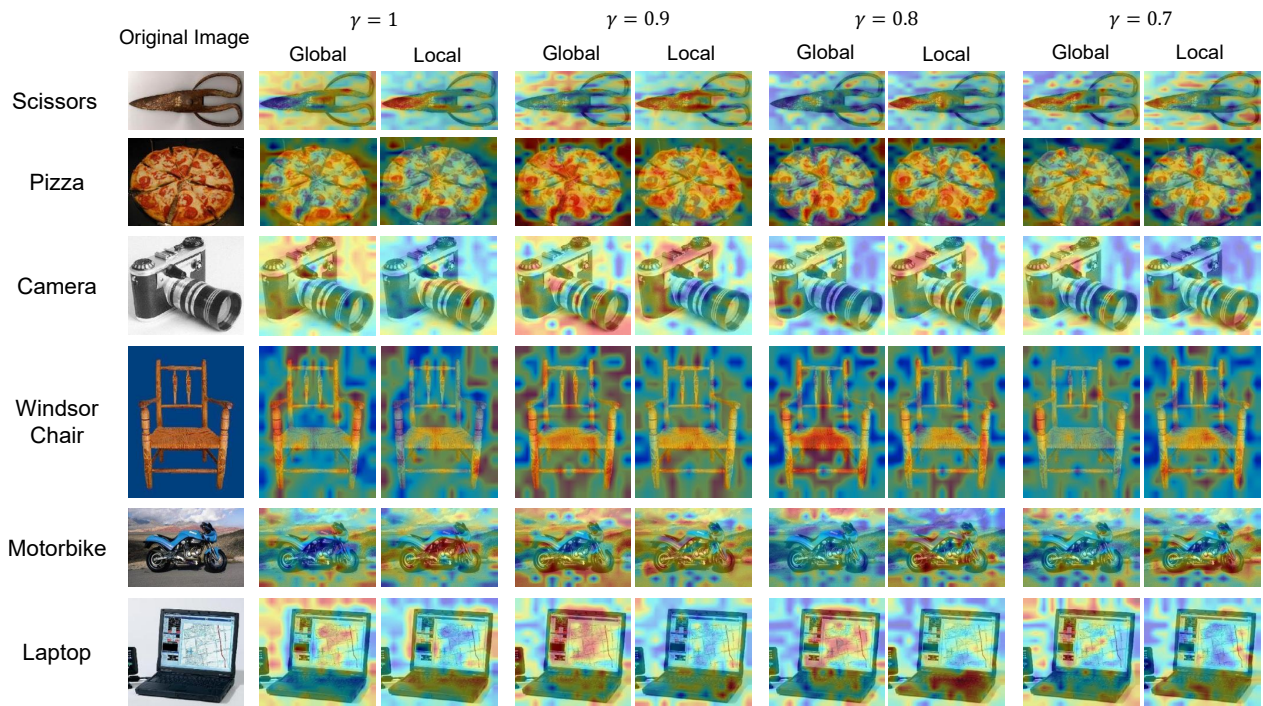 Original Image
γ = 1
γ = 0.9
γ = 0.8
γ = 0.7
Global Local Global Local Global Local Global Local
Scissors
Pizza
Camera
Windsor
Chair
Motorbike
Laptop